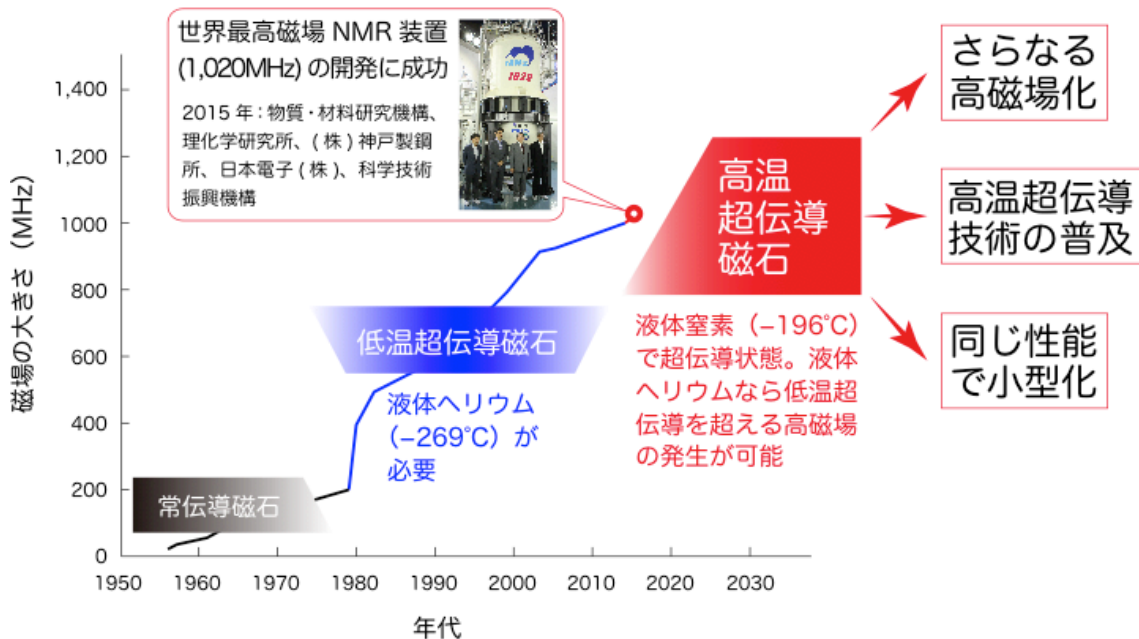 世界最高磁場 NMR 装置
(1,020MHz) の開発に成功
2015 年 : 物質・材料研究機構、
理化学研究所、( 株 ) 神戸製鋼
所、日本電子 ( 株 )、科学技術
振興機構
1020
磁場の大きさ（MHz）
1,400
1,200
1000
800
600
400
200
0
1950
1960
1970
1980
1990
2000
2010
2020
2030
年代
常伝導磁石
低温超伝導磁石
液体ヘリウム
（−269℃）が
必要
高温
超伝導
磁石
液体窒素（−196℃）
で超伝導状態。液体
ヘリウムなら低温超
伝導を超える高磁場
の発生が可能
さらなる
高磁場化
高温超伝導
技術の普及
同じ性能
で小型化